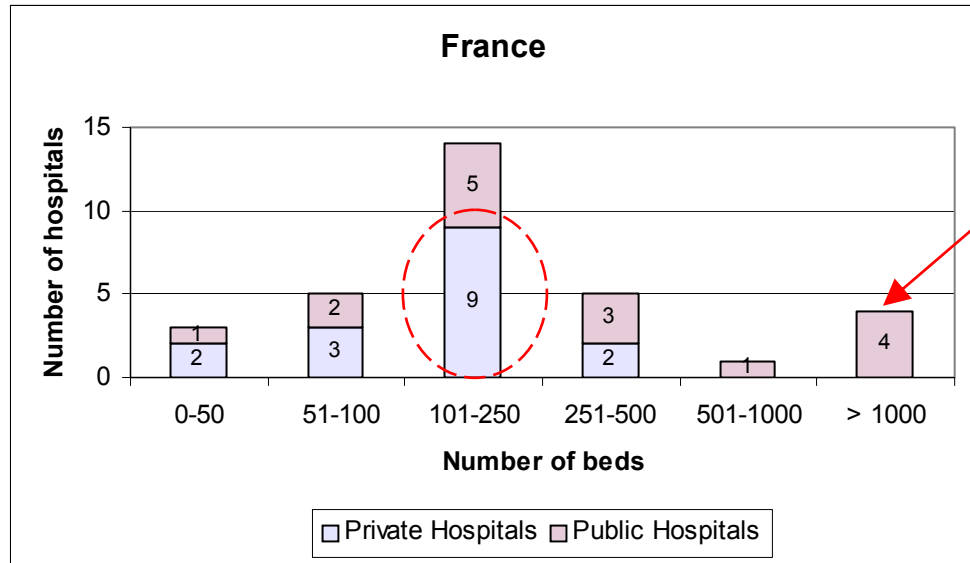 France
Number of hospitals
15
10
5
0
1
2
2
3
5
9
3
2
1
4
0-50 51-100 101-250 251-500 501-1000 > 1000
Number of beds
Private Hospitals Public Hospitals